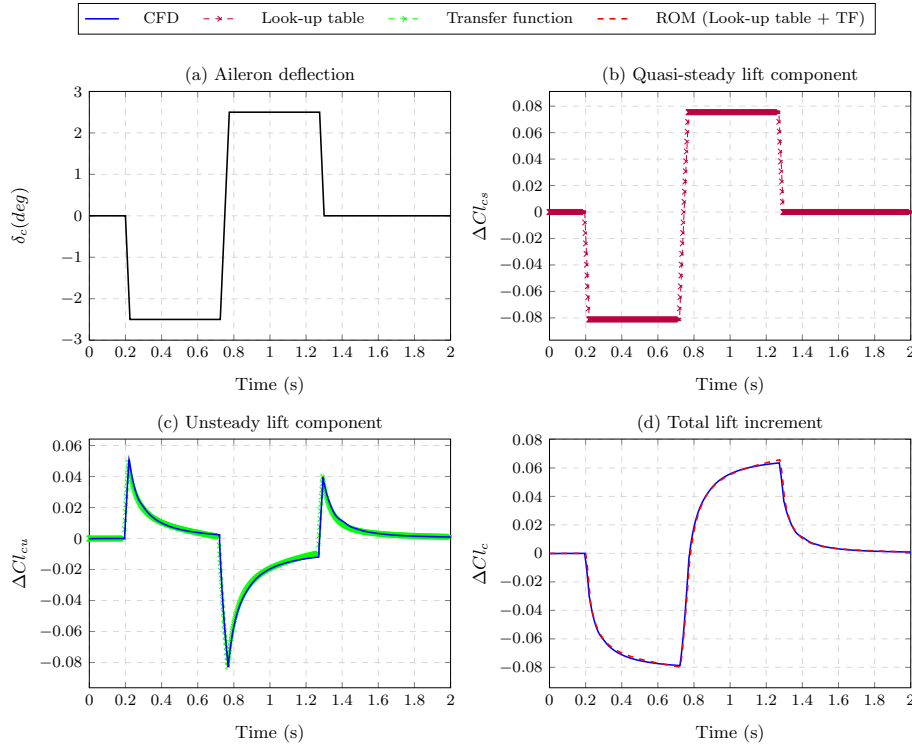 CFD Look-up table Transfer function ROM (Look-up table + TF)
(a) Aileron deflection
3
2
1
0
−1
−2
−3
δc(deg)
0 0.2 0.4 0.6 0.8 1 1.2 1.4 1.6 1.8 2
Time (s)
(b) Quasi-steady lift component
0.08
0.06
0.04
0.02
0
−0.02
−0.04
−0.06
−0.08
ΔClcs
0 0.2 0.4 0.6 0.8 1 1.2 1.4 1.6 1.8 2
Time (s)
(c) Unsteady lift component
0.06
0.04
0.02
0
−0.02
−0.04
−0.06
−0.08
ΔClcu
0 0.2 0.4 0.6 0.8 1 1.2 1.4 1.6 1.8 2
Time (s)
(d) Total lift increment
0.08
0.06
0.04
0.02
0
−0.02
−0.04
−0.06
−0.08
ΔClc
0 0.2 0.4 0.6 0.8 1 1.2 1.4 1.6 1.8 2
Time (s)